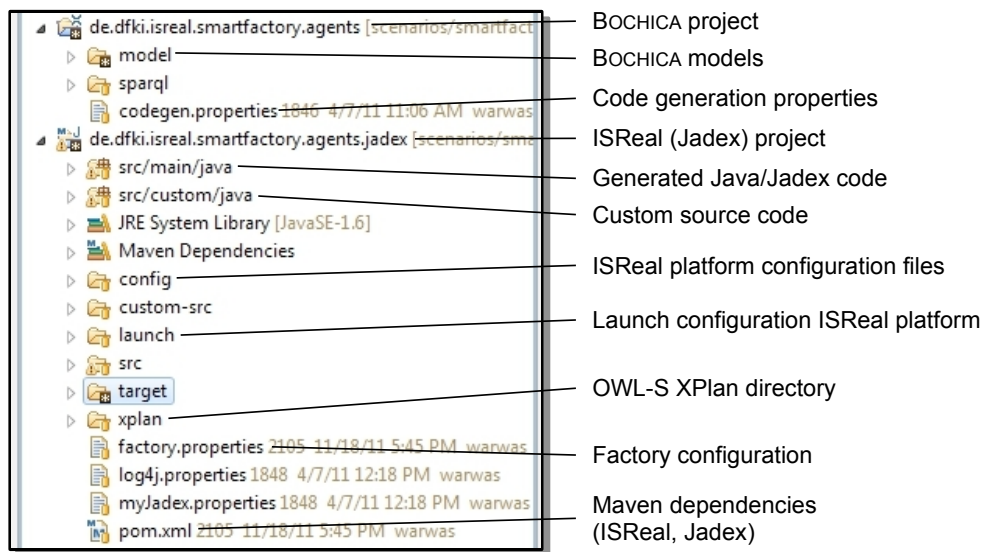 de.dfki.isreal.smartfactory.agents [scenarios/smartfact
model
sparql
codegen.properties 1846 4/7/11 11:06 AM warwas
de.dfki.isreal.smartfactory.agents.jadex [scenarios/sma
src/main/java
src/custom/java
JRE System Library [JavaSE-1.6]
Maven Dependencies
config
custom-src
launch
src
target
xplan
factory.properties 2105 11/18/11 5:45 PM warwas
log4j.properties 1848 4/7/11 12:18 PM warwas
myJadex.properties 1848 4/7/11 12:18 PM warwas
pom.xml 2105 11/18/11 5:45 PM warwas
BOCHICA project
BOCHICA models
Code generation properties
ISReal (Jadex) project
Generated Java/Jadex code
Custom source code
ISReal platform configuration files
Launch configuration ISReal platform
OWL-S XPlan directory
Factory configuration
Maven dependencies
(ISReal, Jadex)